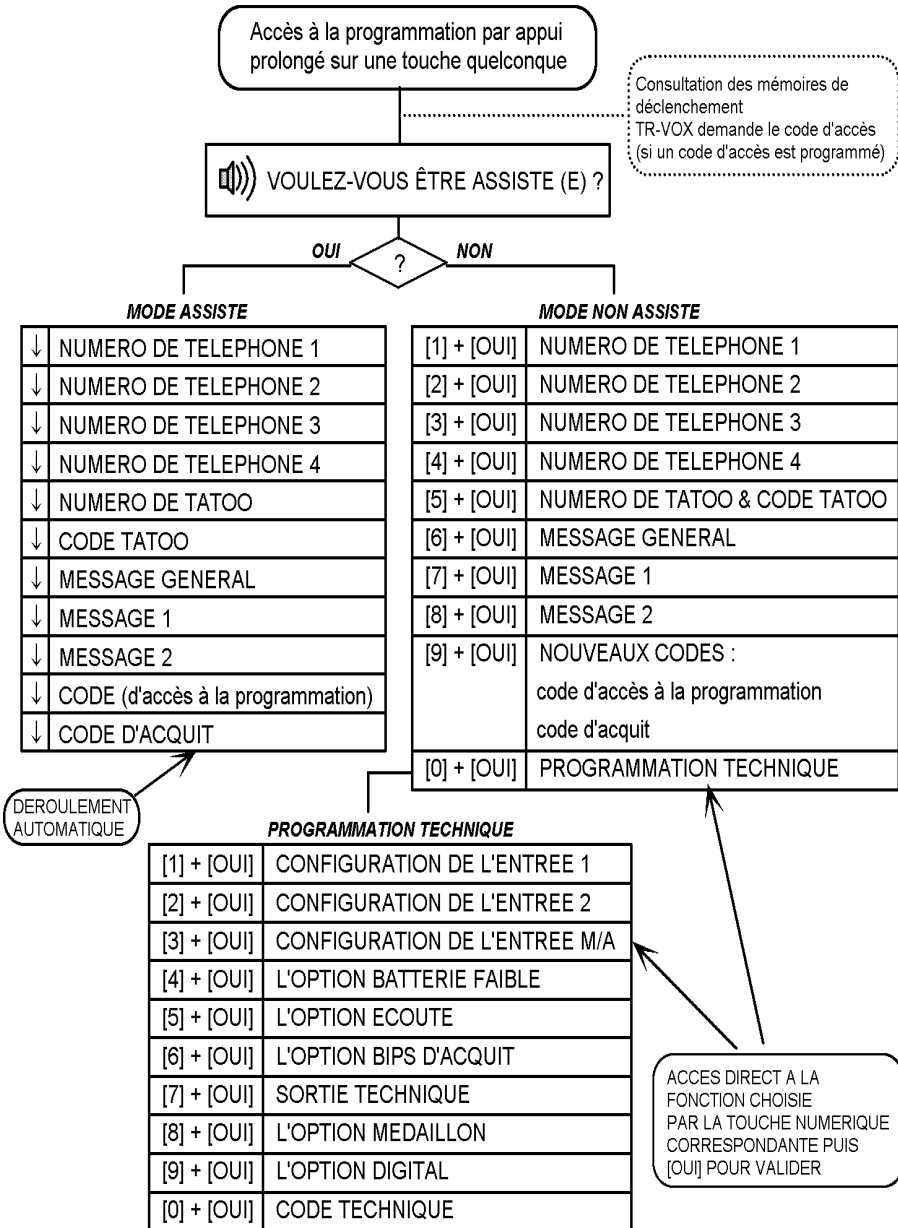 Accès à la programmation par appui
prolongé sur une touche quelconque
Consultation des mémoires de
déclenchement
TR-VOX demande le code d'accès
(si un code d'accès est programmé)
VOULEZ-VOUS ÊTRE ASSISTE (E) ?
OUI
?
NON
MODE ASSISTE
↓ NUMERO DE TELEPHONE 1
↓ NUMERO DE TELEPHONE 2
↓ NUMERO DE TELEPHONE 3
↓ NUMERO DE TELEPHONE 4
↓ NUMERO DE TATOO
↓ CODE TATOO
↓ MESSAGE GENERAL
↓ MESSAGE 1
↓ MESSAGE 2
↓ CODE (d'accès à la programmation)
↓ CODE D'ACQUIT
DEROULEMENT
AUTOMATIQUE
MODE NON ASSISTE
[1] + [OUI] NUMERO DE TELEPHONE 1
[2] + [OUI] NUMERO DE TELEPHONE 2
[3] + [OUI] NUMERO DE TELEPHONE 3
[4] + [OUI] NUMERO DE TELEPHONE 4
[5] + [OUI] NUMERO DE TATOO & CODE TATOO
[6] + [OUI] MESSAGE GENERAL
[7] + [OUI] MESSAGE 1
[8] + [OUI] MESSAGE 2
[9] + [OUI] NOUVEAUX CODES :
code d'accès à la programmation
code d'acquit
[0] + [OUI] PROGRAMMATION TECHNIQUE
PROGRAMMATION TECHNIQUE
[1] + [OUI] CONFIGURATION DE L'ENTREE 1
[2] + [OUI] CONFIGURATION DE L'ENTREE 2
[3] + [OUI] CONFIGURATION DE L'ENTREE M/A
[4] + [OUI] L'OPTION BATTERIE FAIBLE
[5] + [OUI] L'OPTION ECOUTE
[6] + [OUI] L'OPTION BIPS D'ACQUIT
[7] + [OUI] SORTIE TECHNIQUE
[8] + [OUI] L'OPTION MEDAILLON
[9] + [OUI] L'OPTION DIGITAL
[0] + [OUI] CODE TECHNIQUE
ACCES DIRECT A LA
FONCTION CHOISIE
PAR LA TOUCHE NUMERIQUE
CORRESPONDANTE PUIS
[OUI] POUR VALIDER